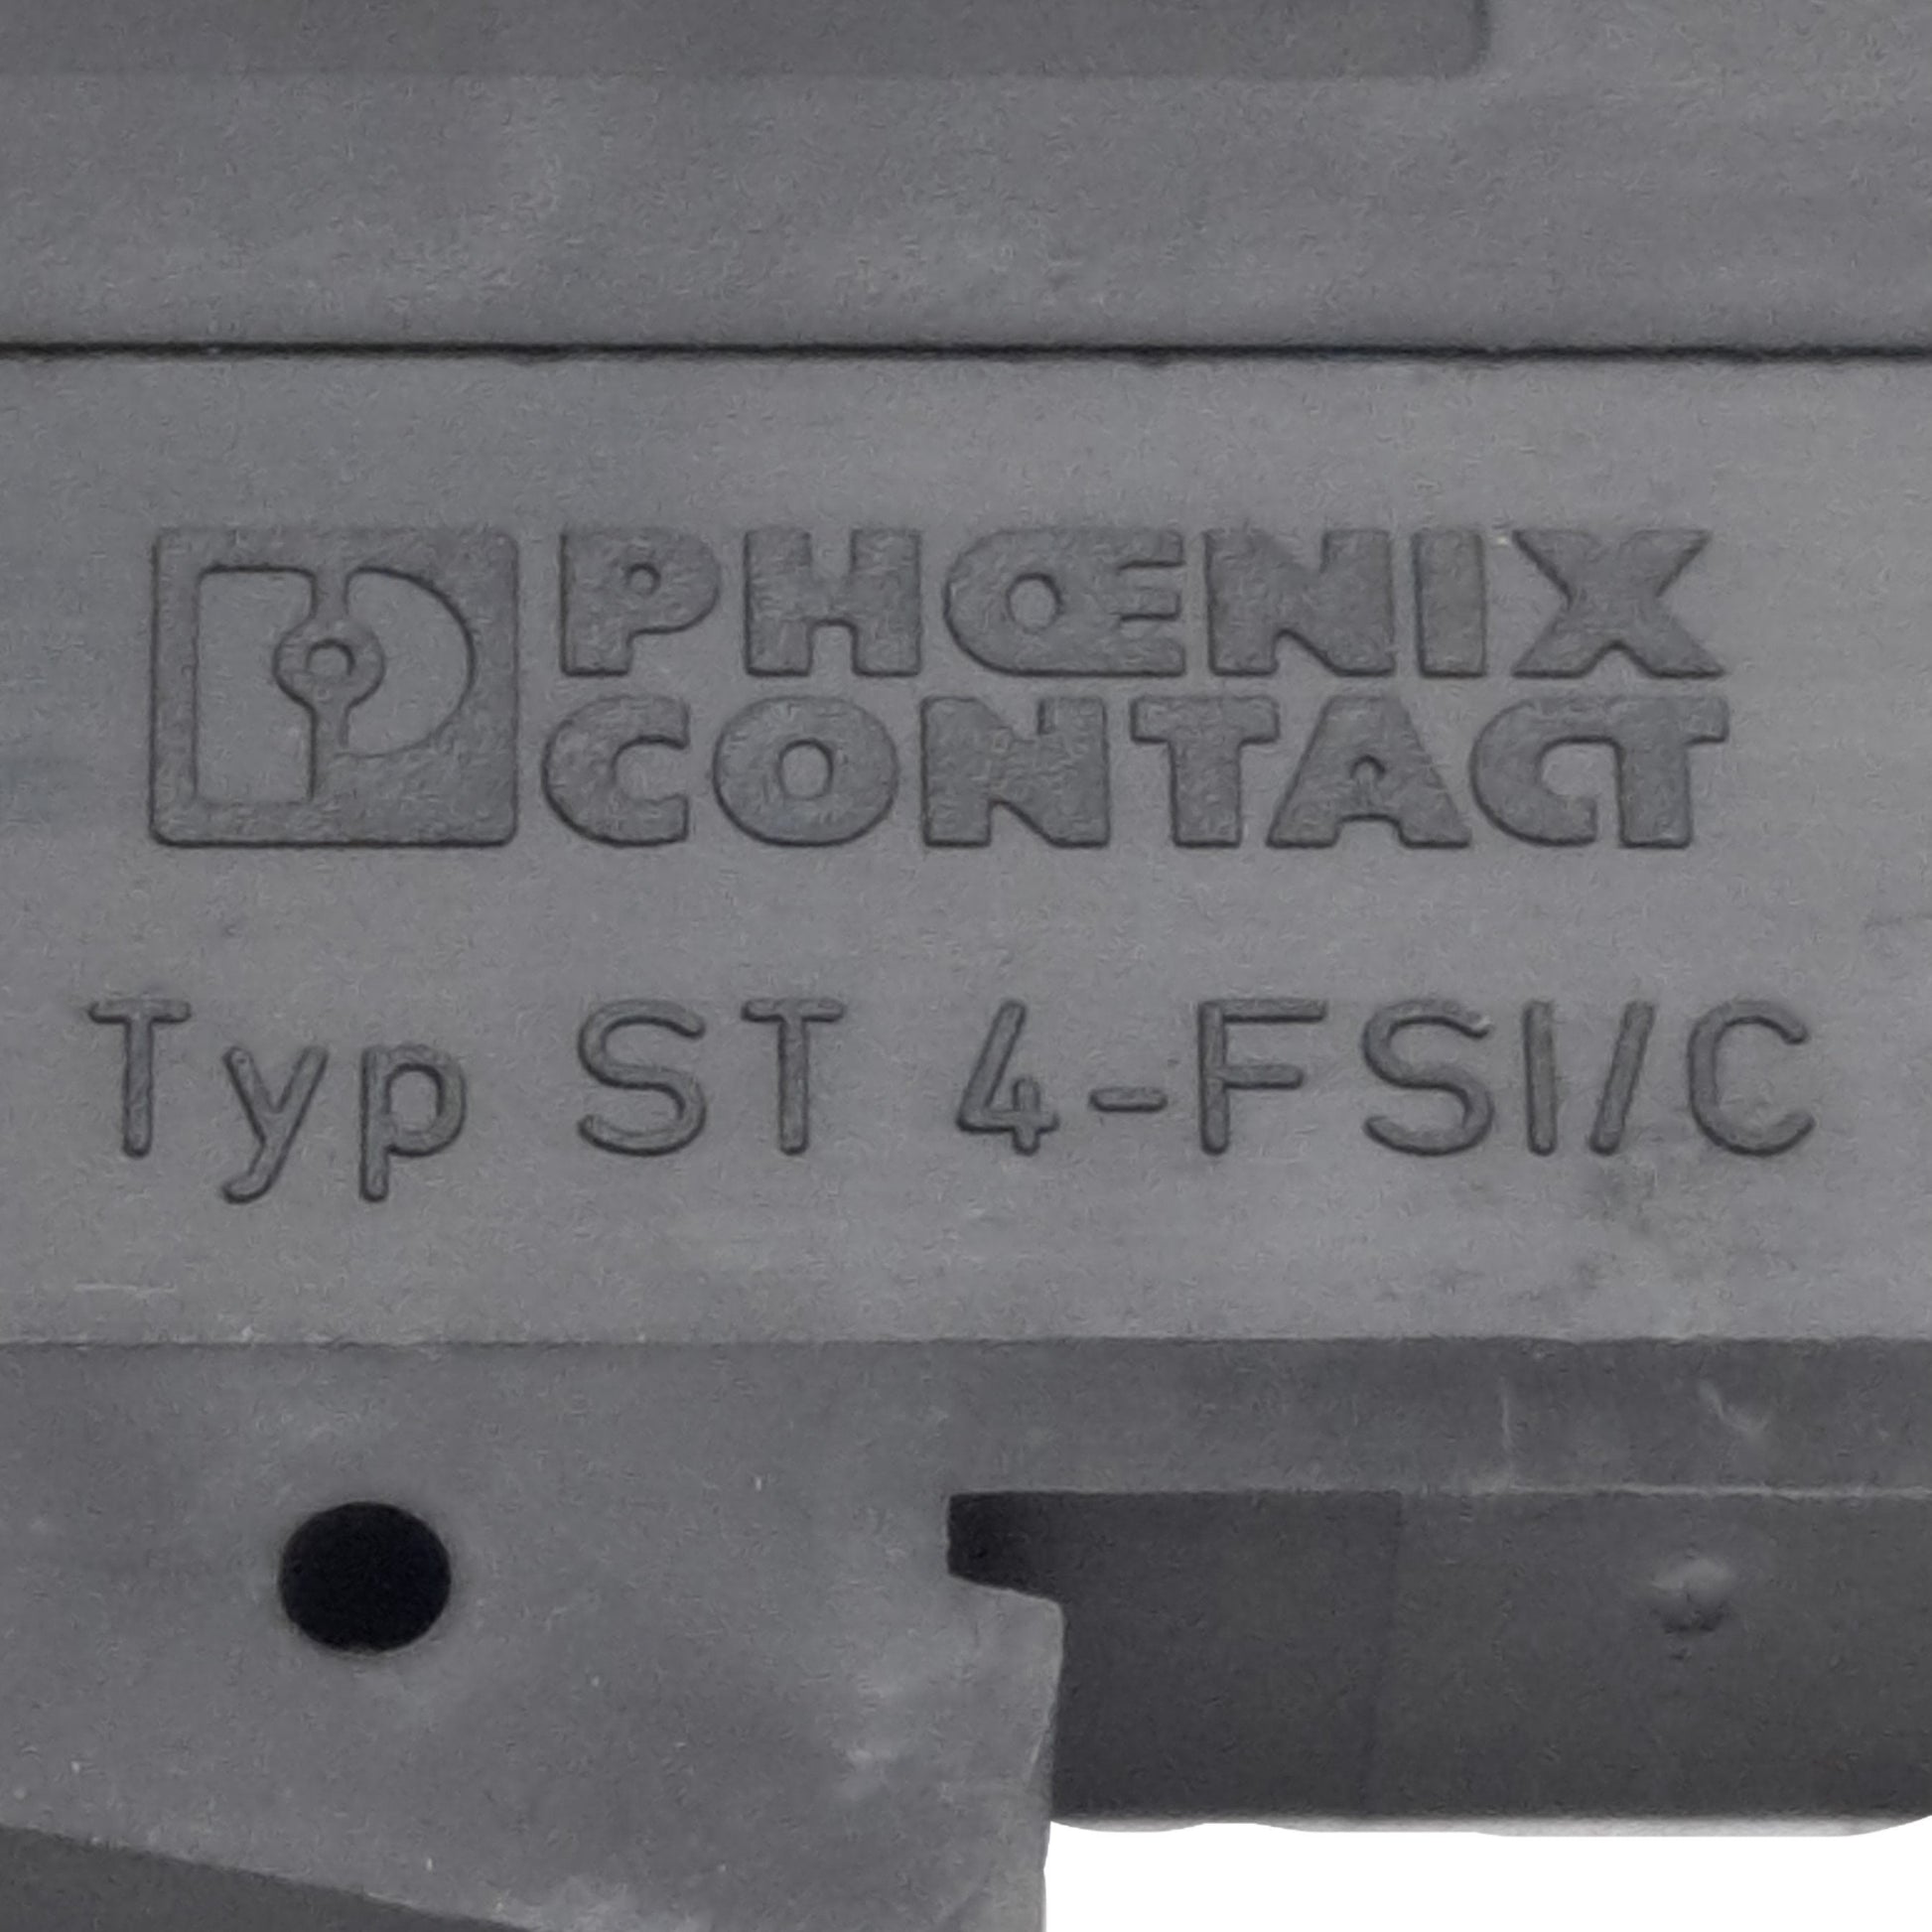 PHŒNIX
CONTACT
Typ ST 4-FSI/C